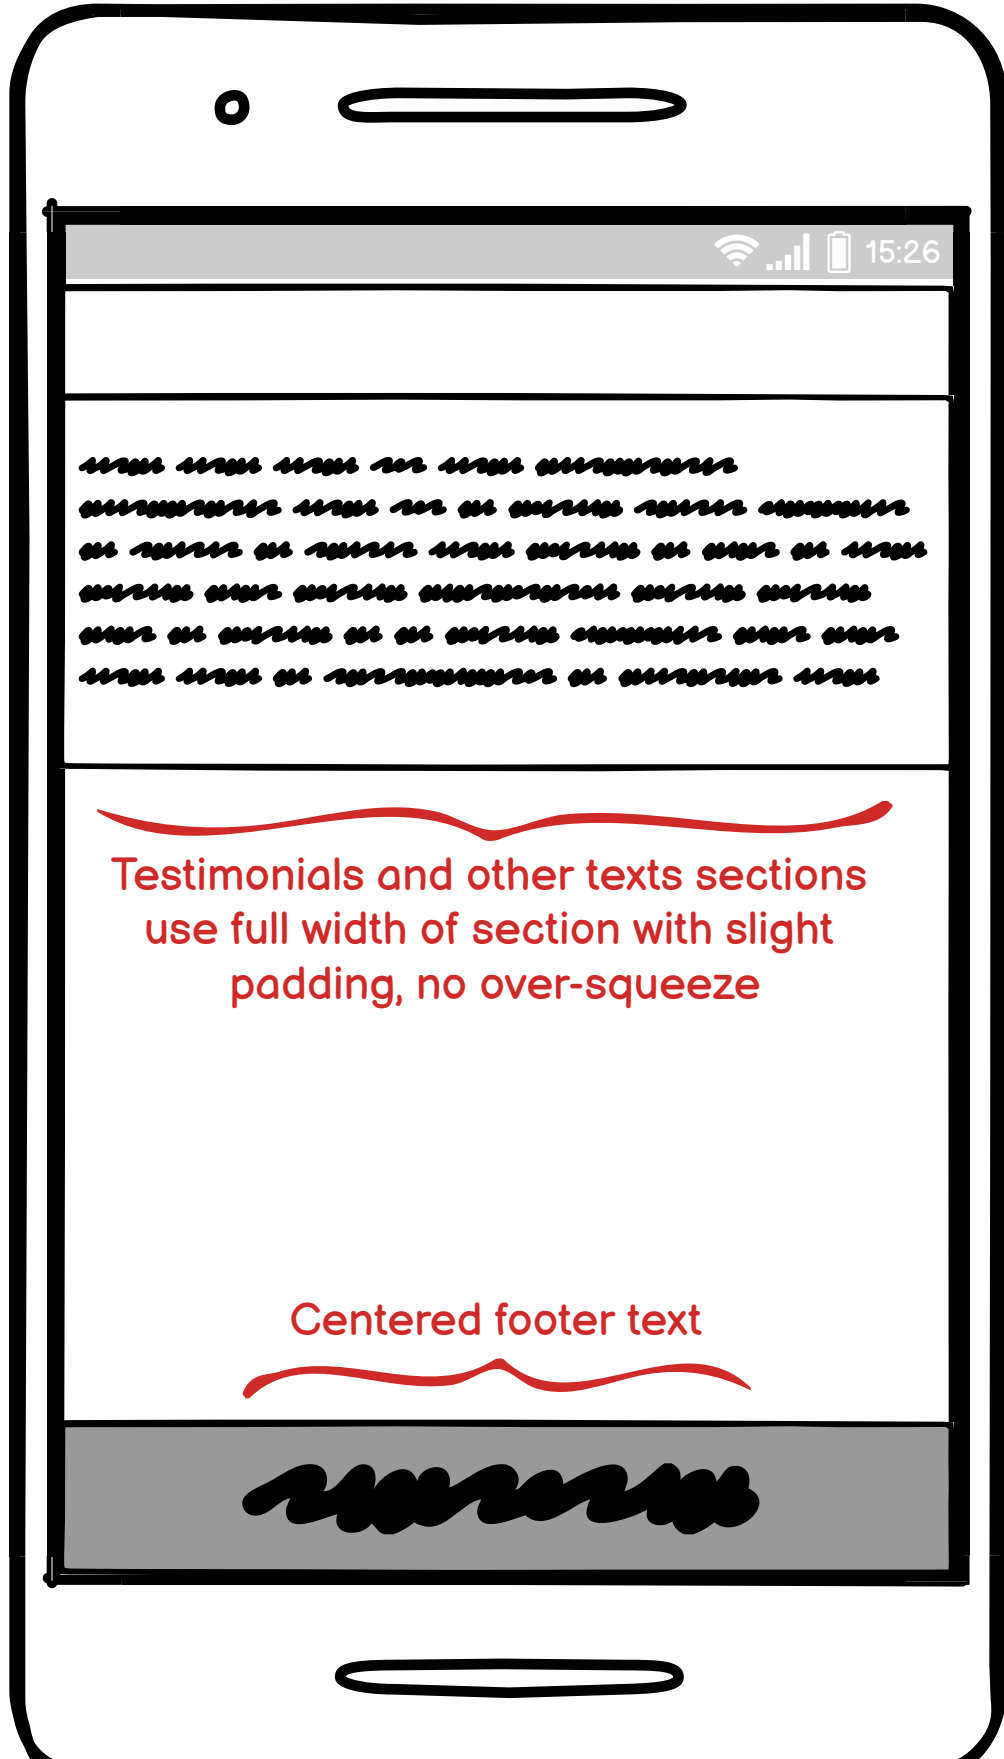 15:26
Testimonials and other texts sections
use full width of section with slight
padding, no over-squeeze
Centered footer text